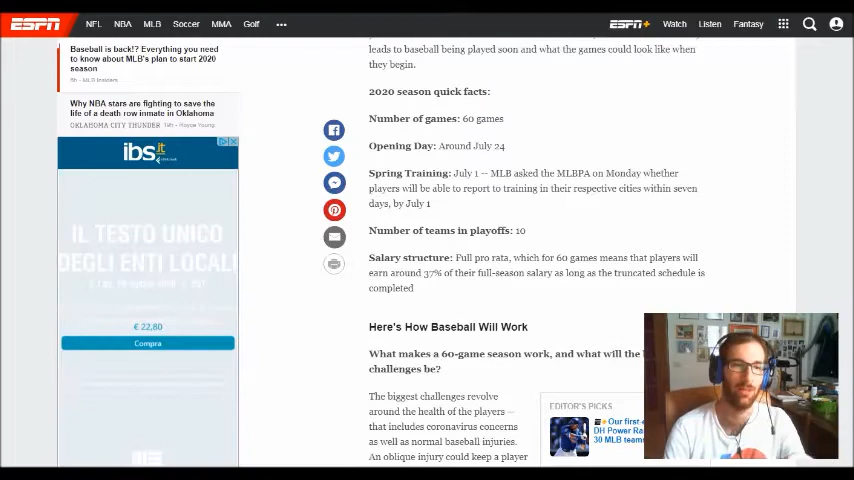 ESPN NFL NBA MLB Soccer MMA Golf ESPN+ Watch Listen Fantasy
Baseball is back!? Everything you
need to know about MLB's plan to start 2020
season
8h - MLB Insiders
Why NBA stars are fighting to save the
life of a death row inmate in Oklahoma
OKLAHOMA CITY THUNDER 19h - Royce Young
ibs.it
IL TESTO UNICO
DEGLI ENTI LOCALI
€ 22,80
Compra
leads to baseball being played soon and what the games could look like when
they begin.
2020 season quick facts:
Number of games: 60 games
Opening Day: Around July 24
Spring Training: July 1 -- MLB asked the MLBPA on Monday whether
players will be able to report to training in their respective cities within seven
days, by July 1
Number of teams in playoffs: 10
Salary structure: Full pro rata, which for 60 games means that players will
earn around 37% of their full-season salary as long as the truncated schedule is
completed
Here's How Baseball Will Work
What makes a 60-game season work, and what will the
challenges be?
The biggest challenges revolve
around the health of the players --
that includes coronavirus concerns
as well as normal baseball injuries.
An oblique injury could keep a player
EDITOR'S PICKS
Our first-
DH Power Ra
30 MLB teams